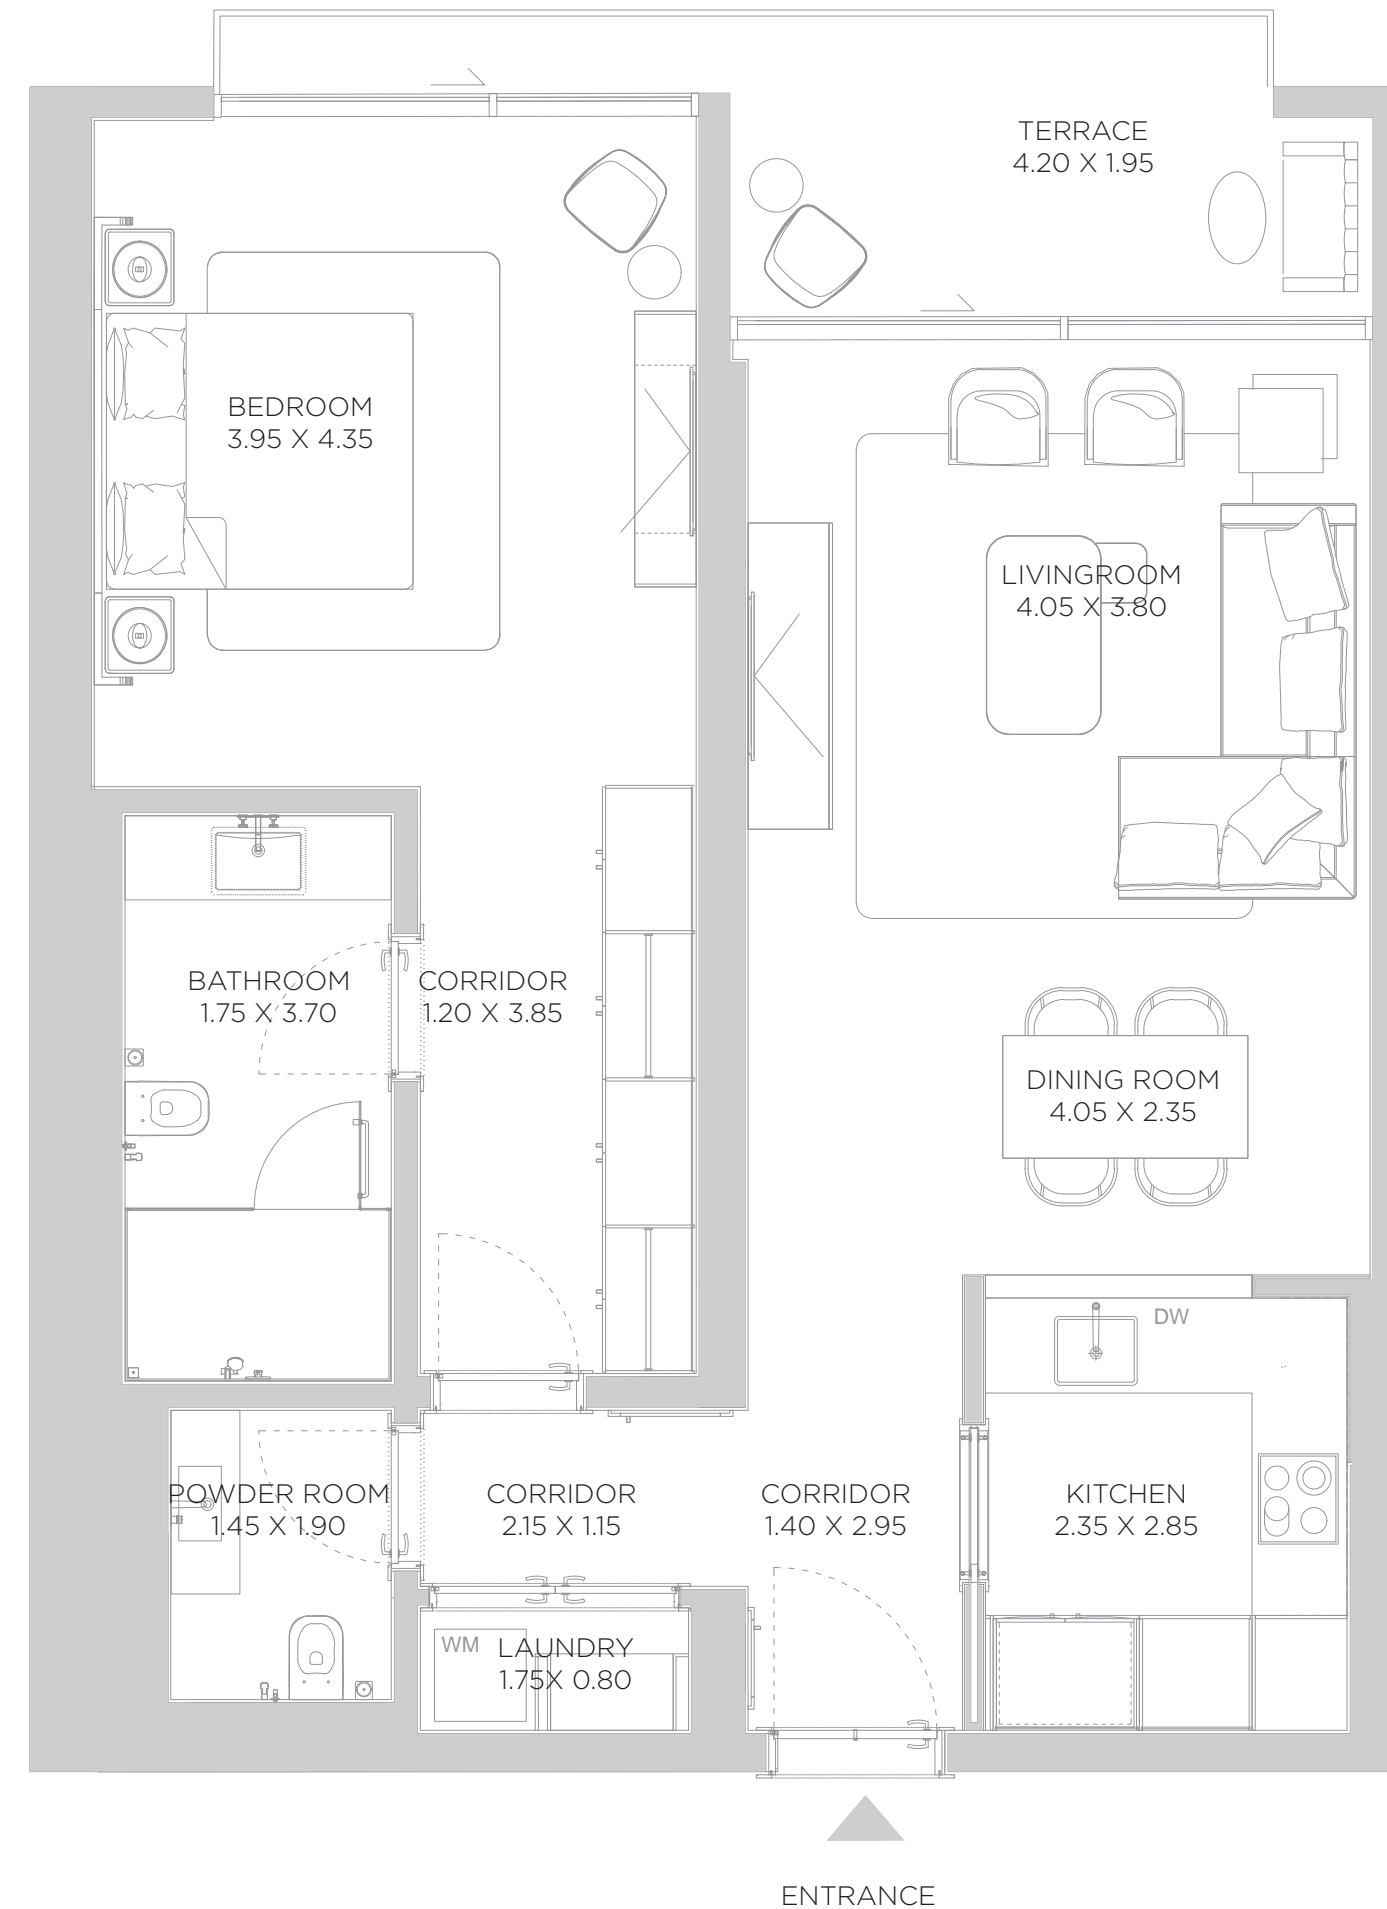 TERRACE
4.20 X 1.95
BEDROOM
3.95 X 4.35
LIVINGROOM
4.05 X 3.80
BATHROOM
1.75 X 3.70
CORRIDOR
1.20 X 3.85
DINING ROOM
4.05 X 2.35
DW
POWDER ROOM
1.45 X 1.90
CORRIDOR
2.15 X 1.15
CORRIDOR
1.40 X 2.95
KITCHEN
2.35 X 2.85
WM
LAUNDRY
1.75X 0.80
ENTRANCE